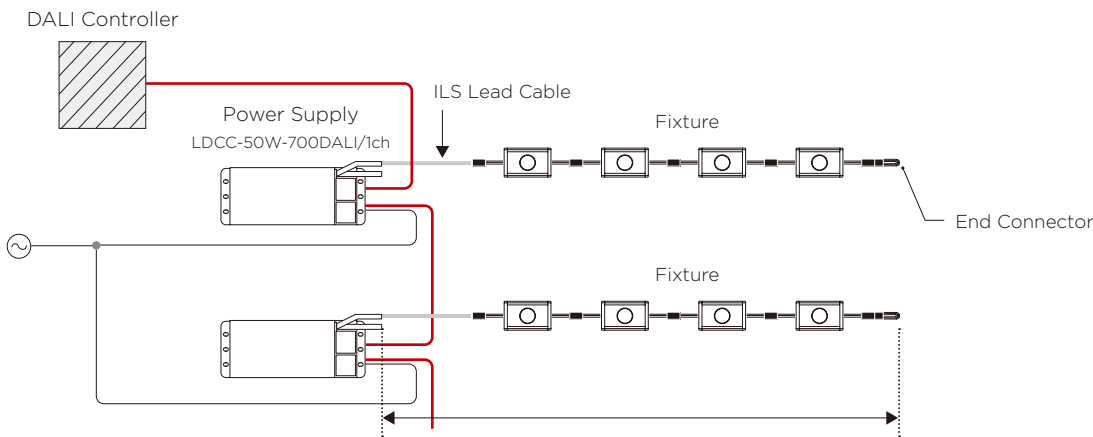 DALI Controller
Power Supply
LDCC-50W-700DALI/1ch
ILS Lead Cable
Fixture
End Connector
Fixture